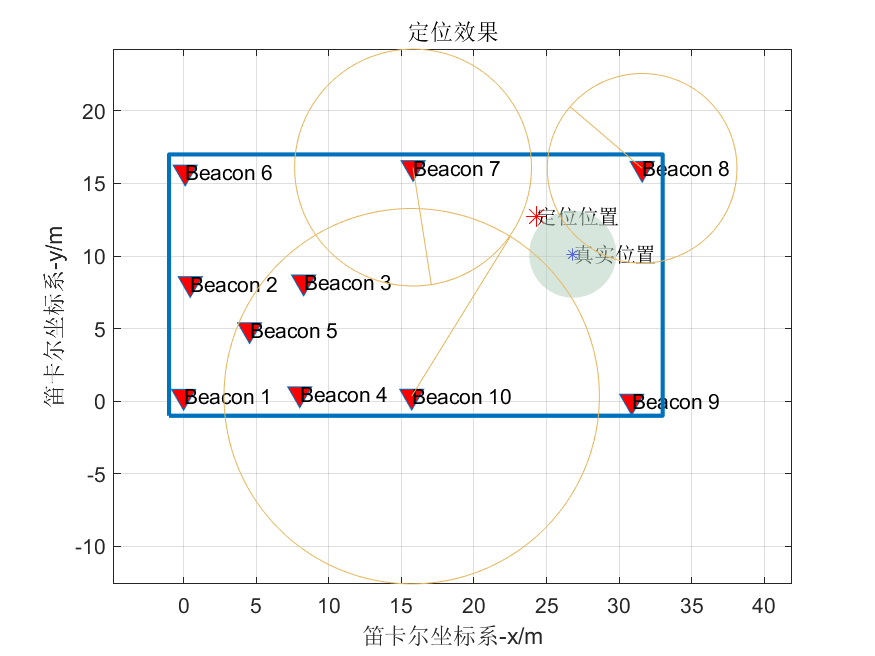 定位效果
20
15
10
5
0
-5
-10
笛卡尔坐标系-y/m
Beacon 6
Beacon 7
Beacon 8
定位位置
真实位置
Beacon 2
Beacon 3
Beacon 5
Beacon 1
Beacon 4
Beacon 10
Beacon 9
0 5 10 15 20 25 30 35 40
笛卡尔坐标系-x/m